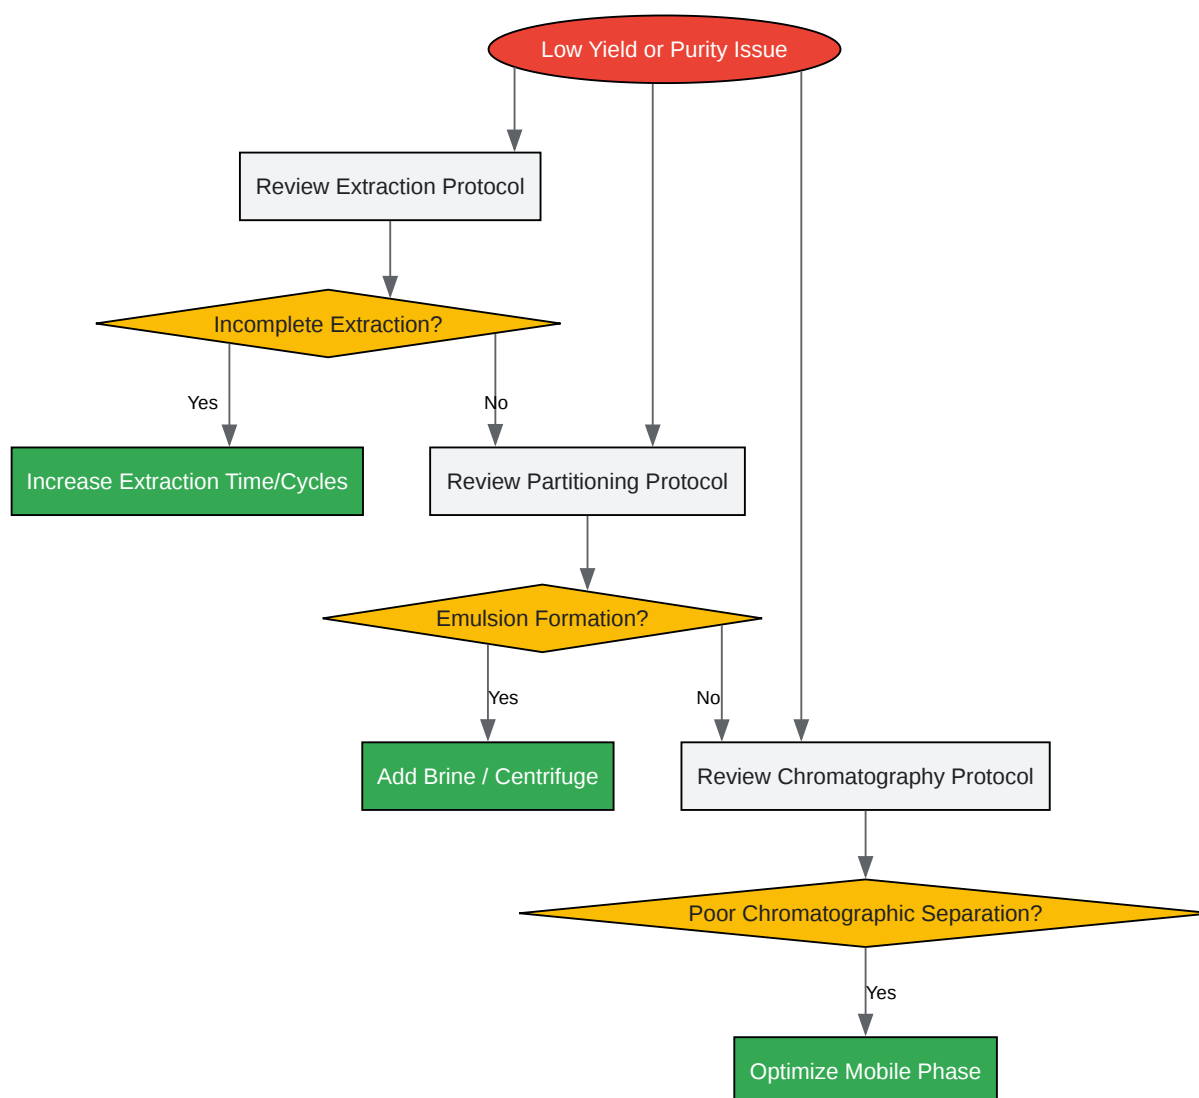 Low Yield or Purity Issue
Review Extraction Protocol
Incomplete Extraction?
Yes
No
Increase Extraction Time/Cycles
Review Partitioning Protocol
Emulsion Formation?
Yes
No
Add Brine / Centrifuge
Review Chromatography Protocol
Poor Chromatographic Separation?
Yes
Optimize Mobile Phase